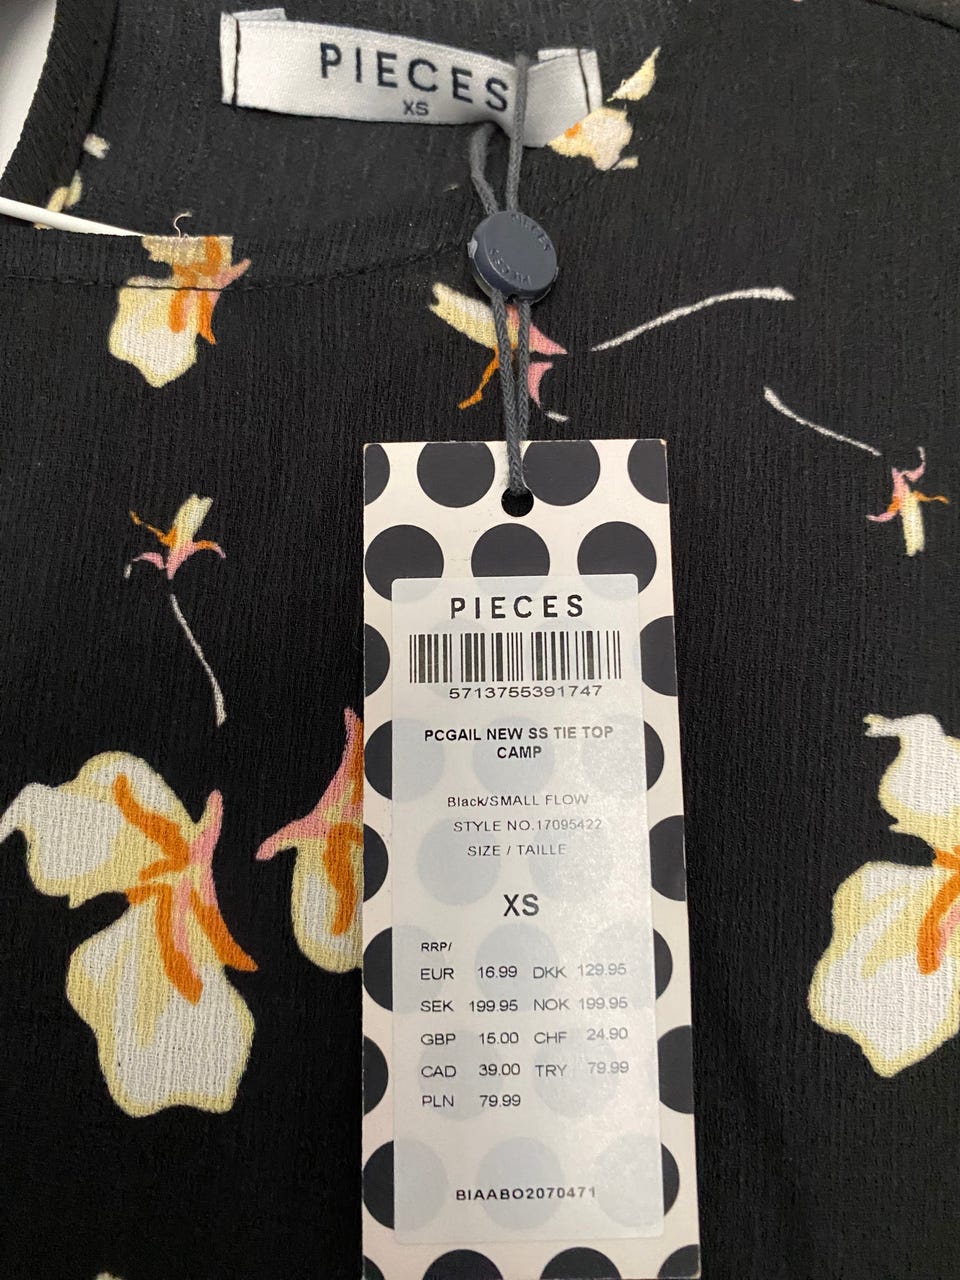 PIECES
XS
PIECES
PIECES
PIECES
5713755391747
PCGAIL NEW SS TIE TOP
CAMP
Black/SMALL FLOW
STYLE NO.17095422
SIZE / TAILLE
XS
RRP/
EUR 16.99 DKK 129.95
SEK 199.95 NOK 199.95
GBP 15.00 CHF 24.90
CAD 39.00 TRY 79.99
PLN 79.99
BIAABO2070471